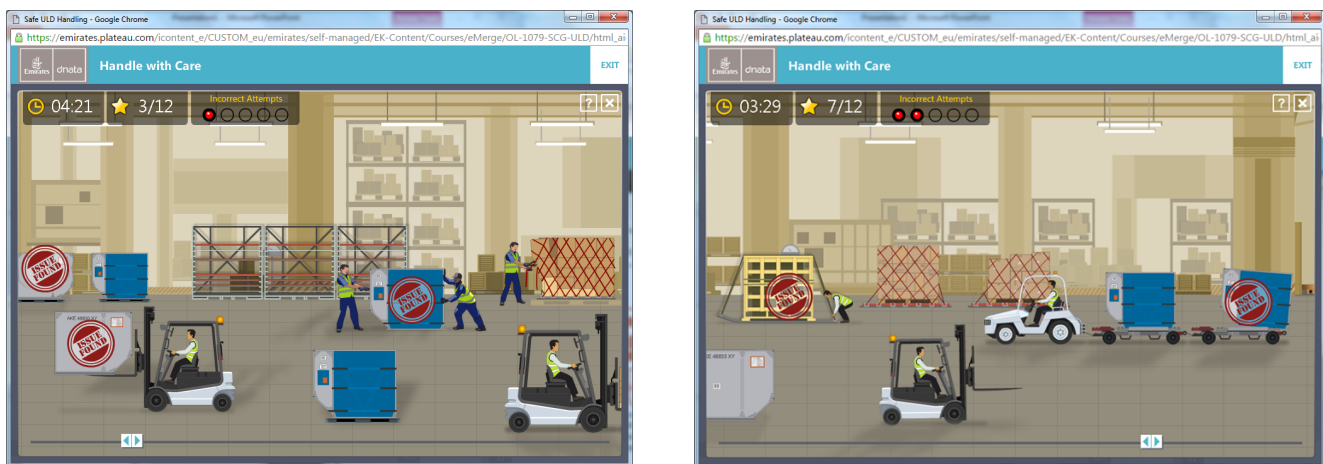 Safe ULD Handling - Google Chrome
https://emirates.plateau.com/icontent_e/CUSTOM_eu/emirates/self-managed/EK-Content/Courses/eMerge/OL-1079-SCG-ULD/html_ai
Emirates
dnata
Handle with Care
EXIT
04:21
3/12
Incorrect Attempts
?
ISSUE FOUND
ISSUE FOUND
AKE 46853 XY
ISSUE FOUND
Safe ULD Handling - Google Chrome
https://emirates.plateau.com/icontent_e/CUSTOM_eu/emirates/self-managed/EK-Content/Courses/eMerge/OL-1079-SCG-ULD/html_ai
Emirates
dnata
Handle with Care
EXIT
03:29
7/12
Incorrect Attempts
?
ISSUE FOUND
ISSUE FOUND